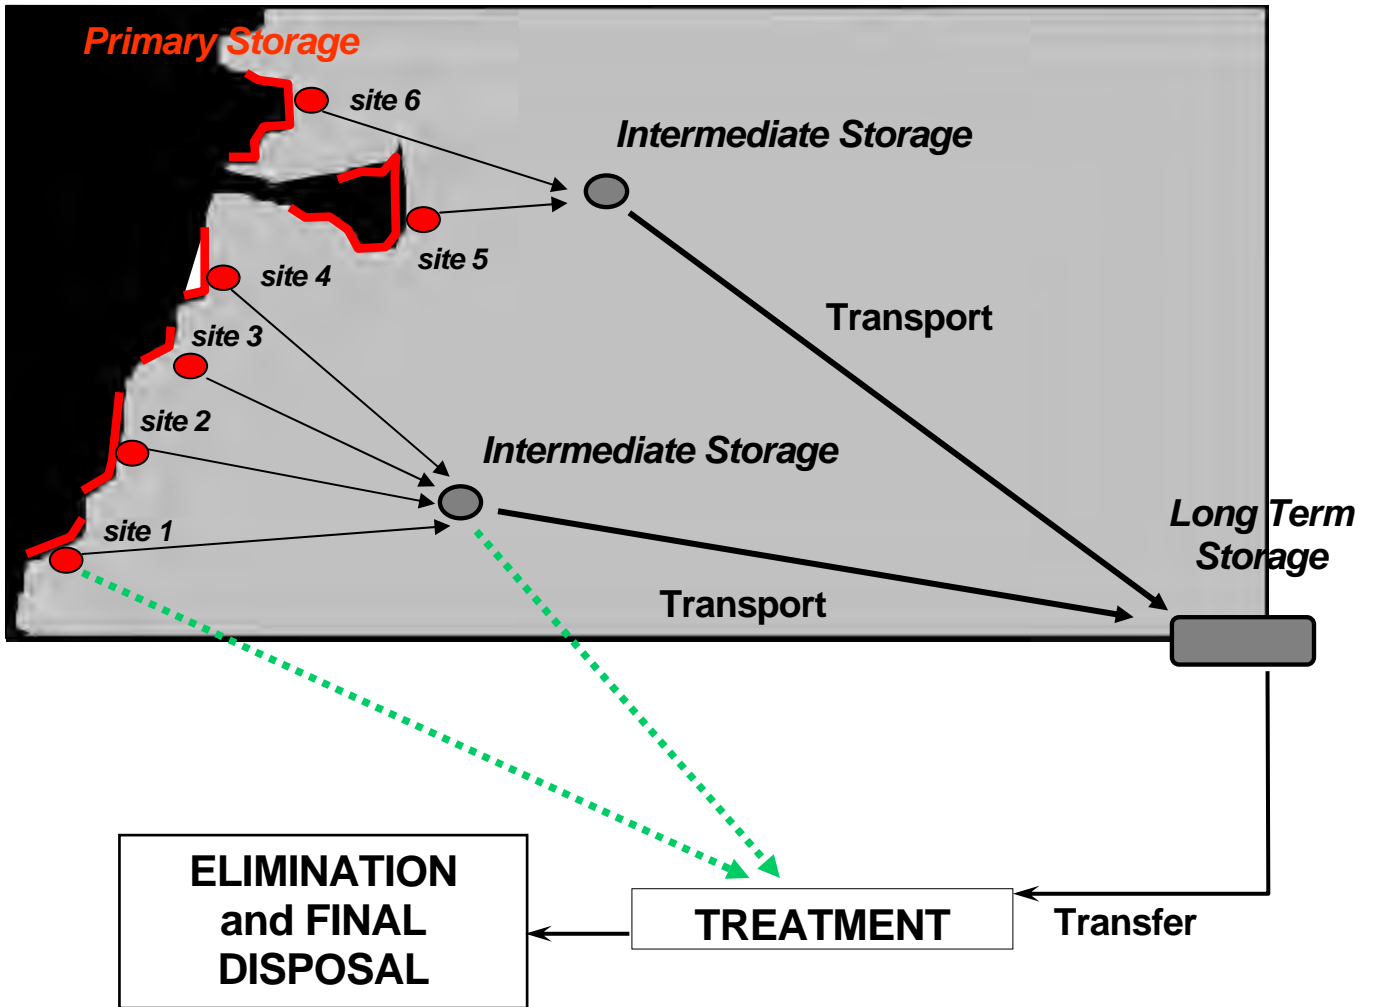 Primary Storage
site 6
Intermediate Storage
site 5
site 4
Transport
site 3
site 2
Intermediate Storage
Long Term
Storage
site 1
Transport
ELIMINATION
and FINAL
DISPOSAL
TREATMENT
Transfer